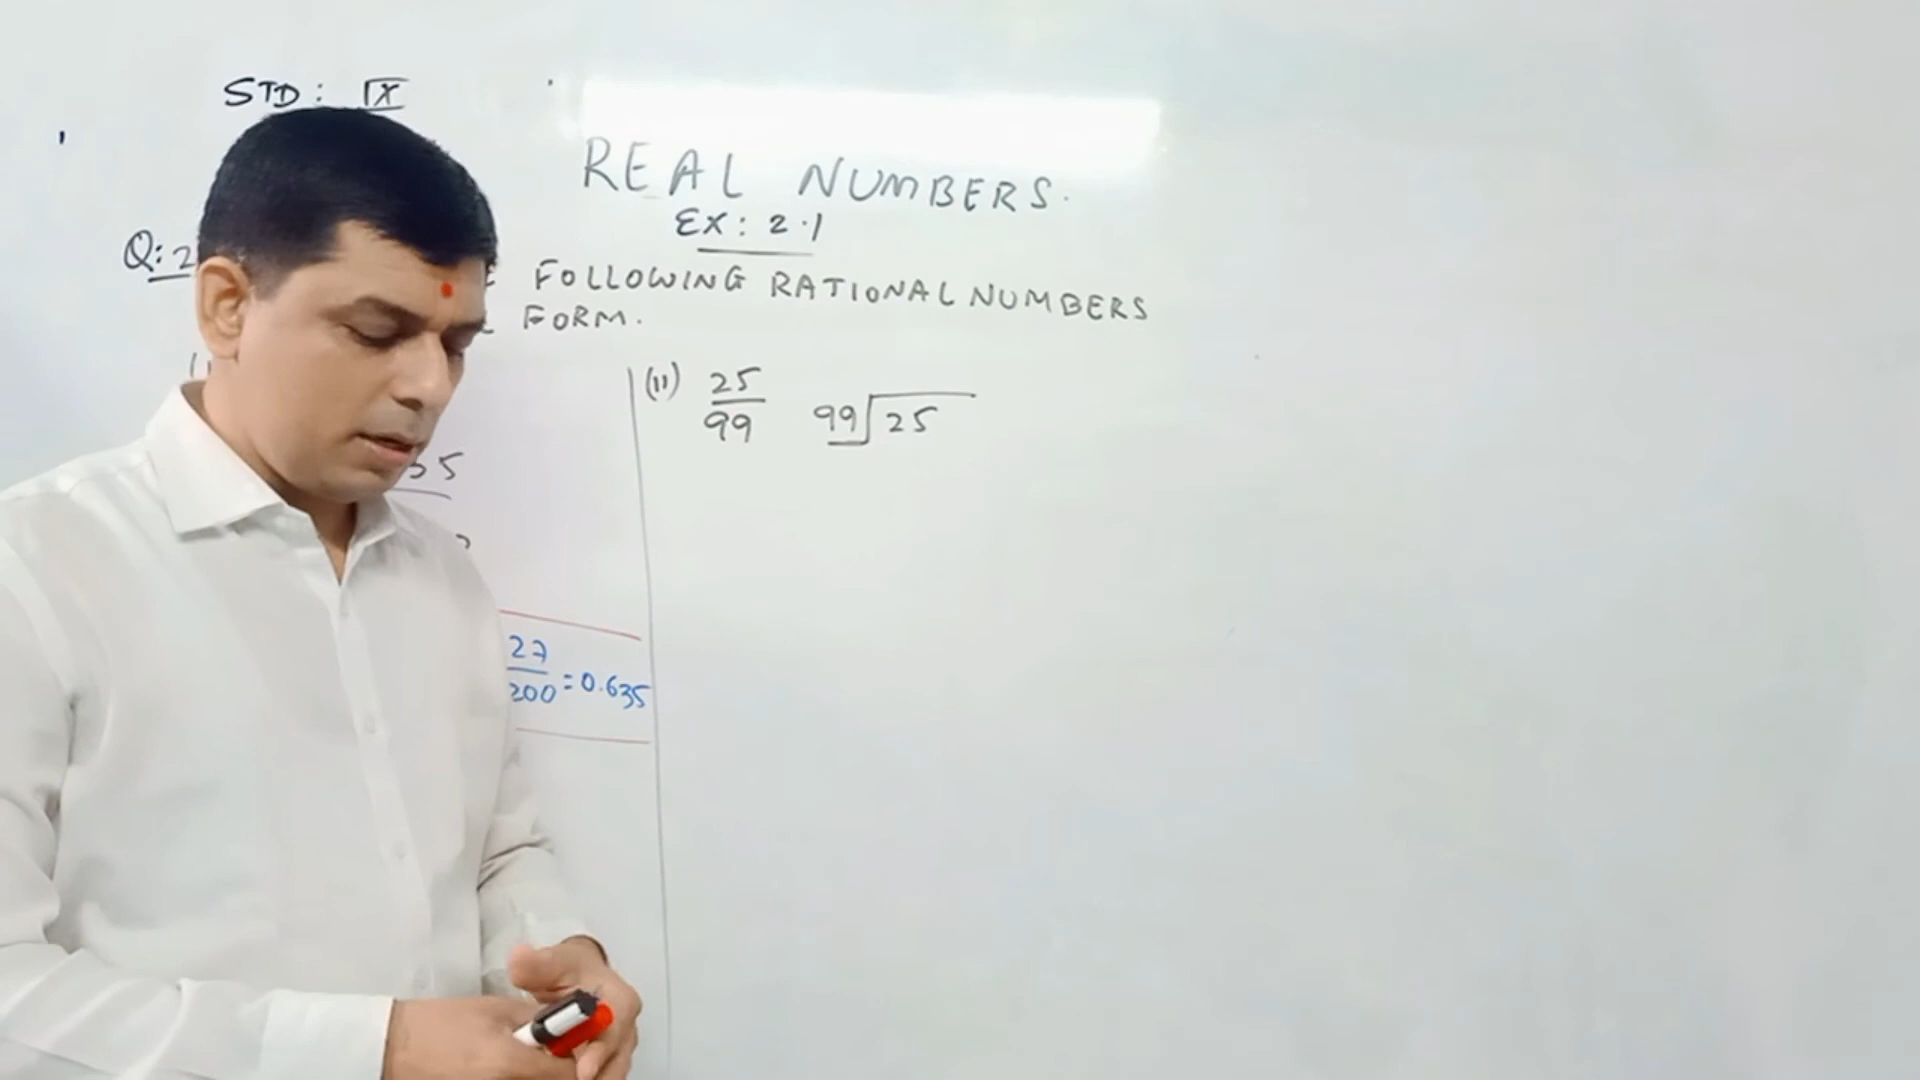 STD: IX
REAL NUMBERS.
EX: 2.1
Q:2 FOLLOWING RATIONAL NUMBERS
FORM.
(11) 25/99 99)25
35
27/200 = 0.635